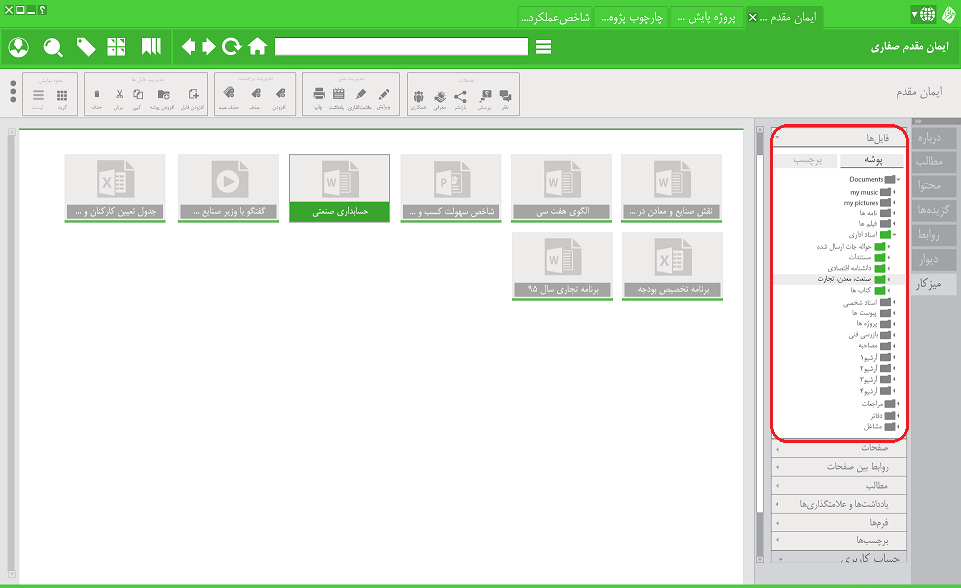 ایمان مقدم ...
پروژه پایش ...
چارچوب پژوه...
شاخص‌عملکرد...
ایمان مقدم صفاری
ایمان مقدم
تعاملات
نظر
پرسش
معرفی
بازنشر
همکاری
مدیریت متن
ویرایش
علامتگذاری
یادداشت
چاپ
مدیریت برچسب
افزودن
حذف
حذف همه
مدیریت فایل ها
افزودن فایل
افزودن پوشه
کپی
برش
حذف
نحوه نمایش
گرید
لیست
درباره
مطالب
محتوا
گزیده‌ها
روابط
دیوار
میزکار
فایل‌ها
پوشه
برچسب
Documents
my music
my pictures
نامه ها
فیلم ها
اسناد اداری
حواله جات ارسال شده
مستندات
دانشنامه اقتصادی
صنعت، معدن، تجارت
کتاب ها
اسناد شخصی
پیوست ها
پروژه ها
بازرسی فنی
مصاحبه
آرشیو۱
آرشیو۲
آرشیو۳
آرشیو۴
مراجعات
دفاتر
مشاغل
صفحات
روابط بین صفحات
مطالب
یادداشت‌ها و علامتگذاری‌ها
فرم‌ها
برچسب‌ها
حساب کاربری
نقش صنایع و معادن در ...
الگوی هفت سی
شاخص سهولت کسب و ...
حسابداری صنعتی
گفتگو با وزیر صنایع ...
جدول تعیین کارکنان و ...
برنامه تخصیص بودجه
برنامه تجاری سال ۹۵